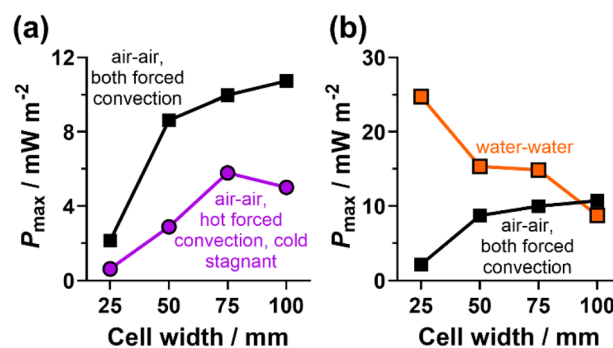 (a)
air-air,
both forced
convection
air-air,
hot forced
convection, cold
stagnant
P max / mW m⁻²
12
8
4
0
25 50 75 100
Cell width / mm
(b)
water-water
air-air,
both forced
convection
P max / mW m⁻²
30
20
10
0
25 50 75 100
Cell width / mm